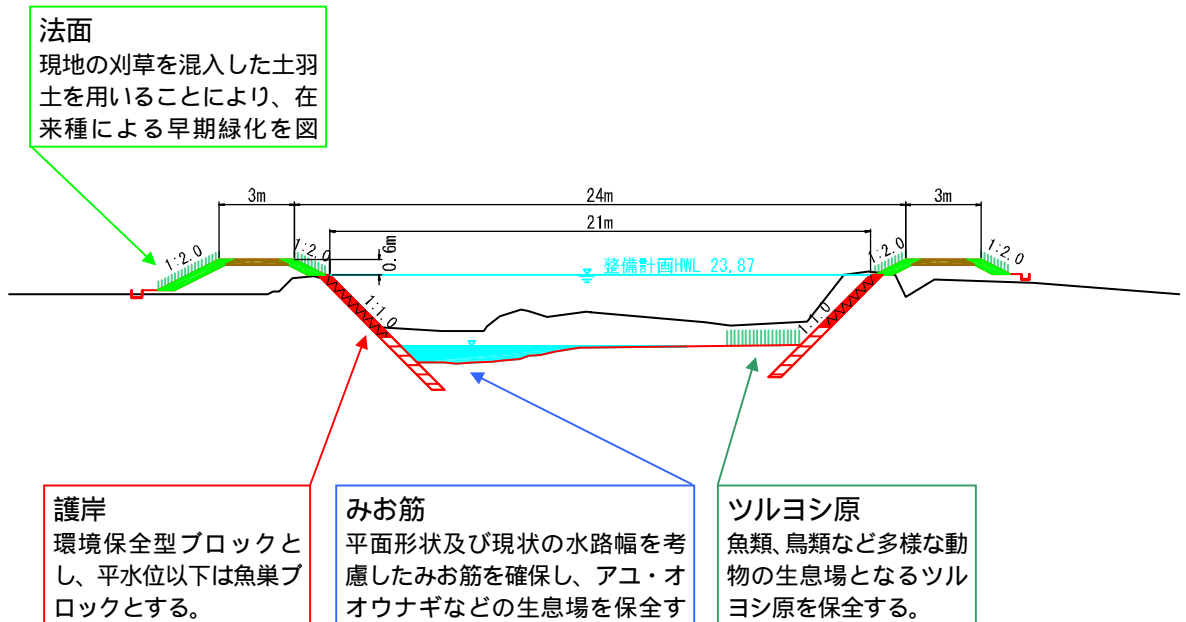 法面
現地の刈草を混入した土羽
土を用いることにより、在
来種による早期緑化を図
3m
24m
3m
21m
1:2.0
1:2.0
0.6m
整備計画HWL 23.87
1:2.0
1:2.0
1:1.0
1:1.0
護岸
環境保全型ブロックと
し、平水位以下は魚巣ブ
ロックとする。
みお筋
平面形状及び現状の水路幅を考
慮したみお筋を確保し、アユ・オ
オウナギなどの生息場を保全す
ツルヨシ原
魚類、鳥類など多様な動
物の生息場となるツル
ヨシ原を保全する。